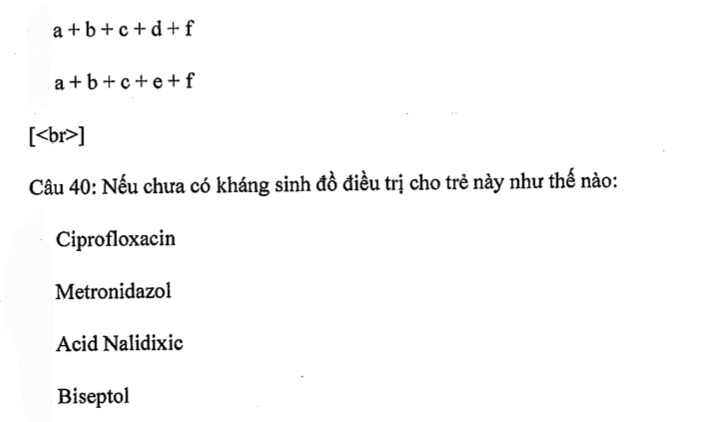 a + b + c + d + f
a + b + c + e + f
[<br>]
Câu 40: Nếu chưa có kháng sinh đồ điều trị cho trẻ này như thế nào:
Ciprofloxacin
Metronidazol
Acid Nalidixic
Biseptol